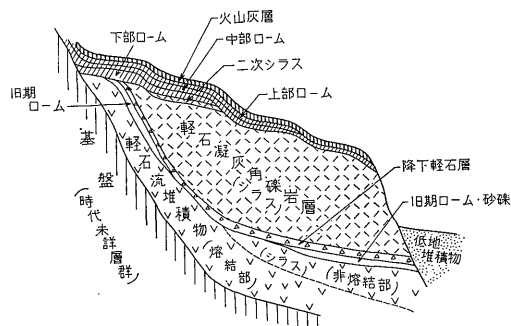 火山灰層
中部ローム
下部ローム
二次シラス
上部ローム
旧期
ローム
軽石凝灰角礫岩層
(シラス)
降下軽石層
旧期ローム・砂礫
基盤
(時代未詳層群)
軽石流堆積物
(熔結部)
(シラス)
(非熔結部)
低地
堆積物